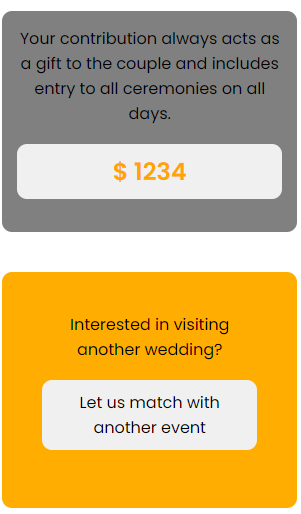 Your contribution always acts as
a gift to the couple and includes
entry to all ceremonies on all
days.
$ 1234
Interested in visiting
another wedding?
Let us match with
another event